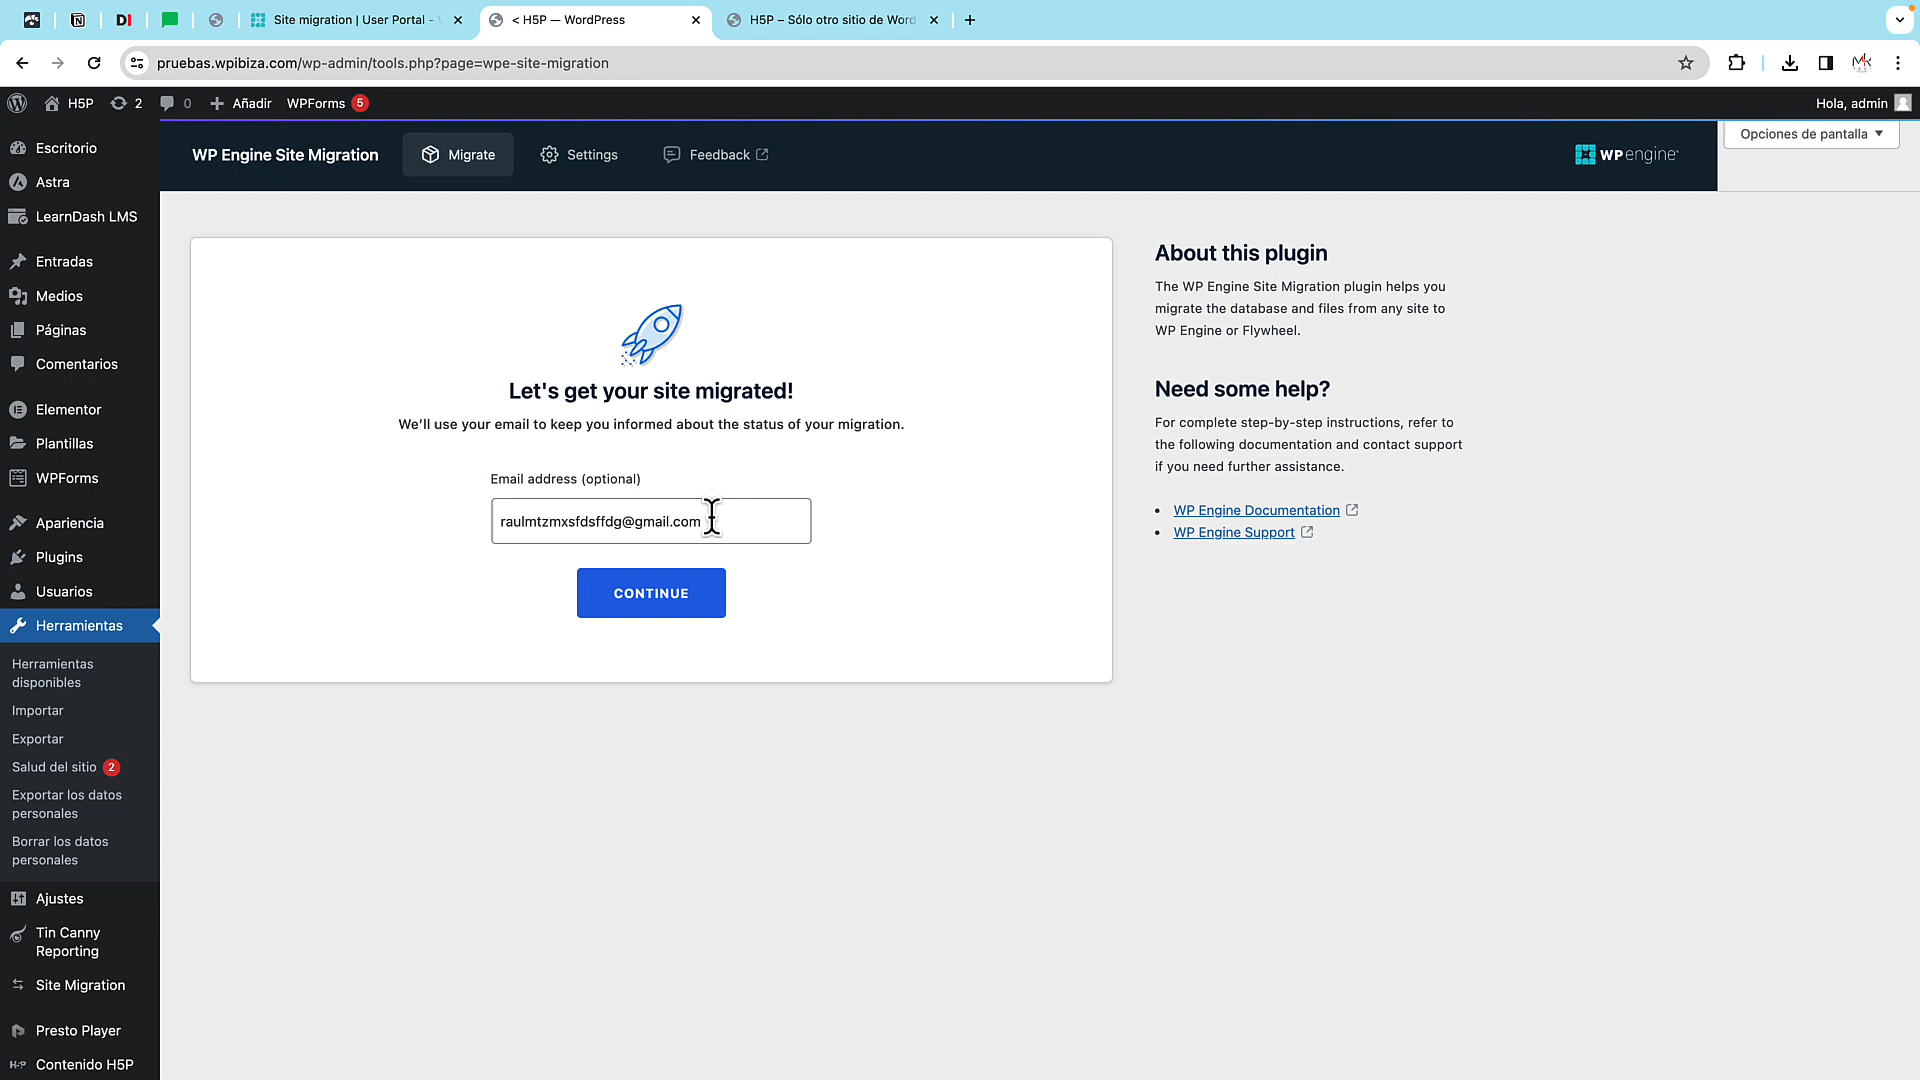 Site migration | User Portal -
< H5P — WordPress
H5P – Sólo otro sitio de Word
pruebas.wpibiza.com/wp-admin/tools.php?page=wpe-site-migration
H5P
2
0
Añadir
WPForms
5
Hola, admin
Escritorio
Astra
LearnDash LMS
Entradas
Medios
Páginas
Comentarios
Elementor
Plantillas
WPForms
Apariencia
Plugins
Usuarios
Herramientas
Herramientas
disponibles
Importar
Exportar
Salud del sitio 2
Exportar los datos
personales
Borrar los datos
personales
Ajustes
Tin Canny
Reporting
Site Migration
Presto Player
Contenido H5P
WP Engine Site Migration
Migrate
Settings
Feedback
WPengine
Opciones de pantalla
Let's get your site migrated!
We’ll use your email to keep you informed about the status of your migration.
Email address (optional)
raulmtzmxsfdsffdg@gmail.com
CONTINUE
About this plugin
The WP Engine Site Migration plugin helps you
migrate the database and files from any site to
WP Engine or Flywheel.
Need some help?
For complete step-by-step instructions, refer to
the following documentation and contact support
if you need further assistance.
• WP Engine Documentation
• WP Engine Support